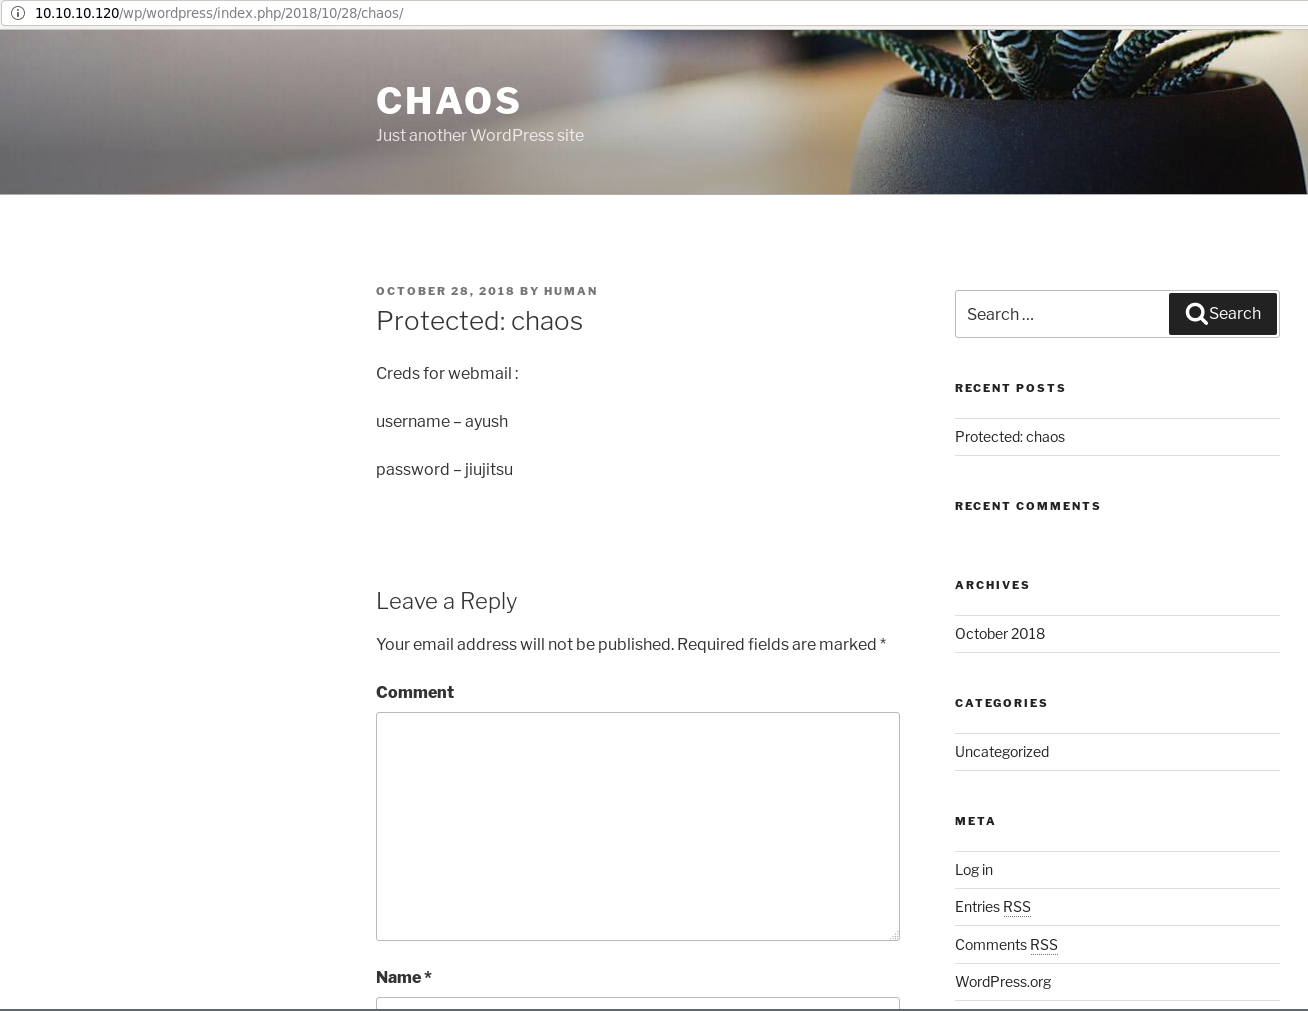 10.10.10.120/wp/wordpress/index.php/2018/10/28/chaos/
CHAOS
Just another WordPress site
OCTOBER 28, 2018 BY HUMAN
Protected: chaos
Creds for webmail :
username – ayush
password – jiujitsu
Leave a Reply
Your email address will not be published. Required fields are marked *
Comment
Name *
Search …
Search
RECENT POSTS
Protected: chaos
RECENT COMMENTS
ARCHIVES
October 2018
CATEGORIES
Uncategorized
META
Log in
Entries RSS
Comments RSS
WordPress.org